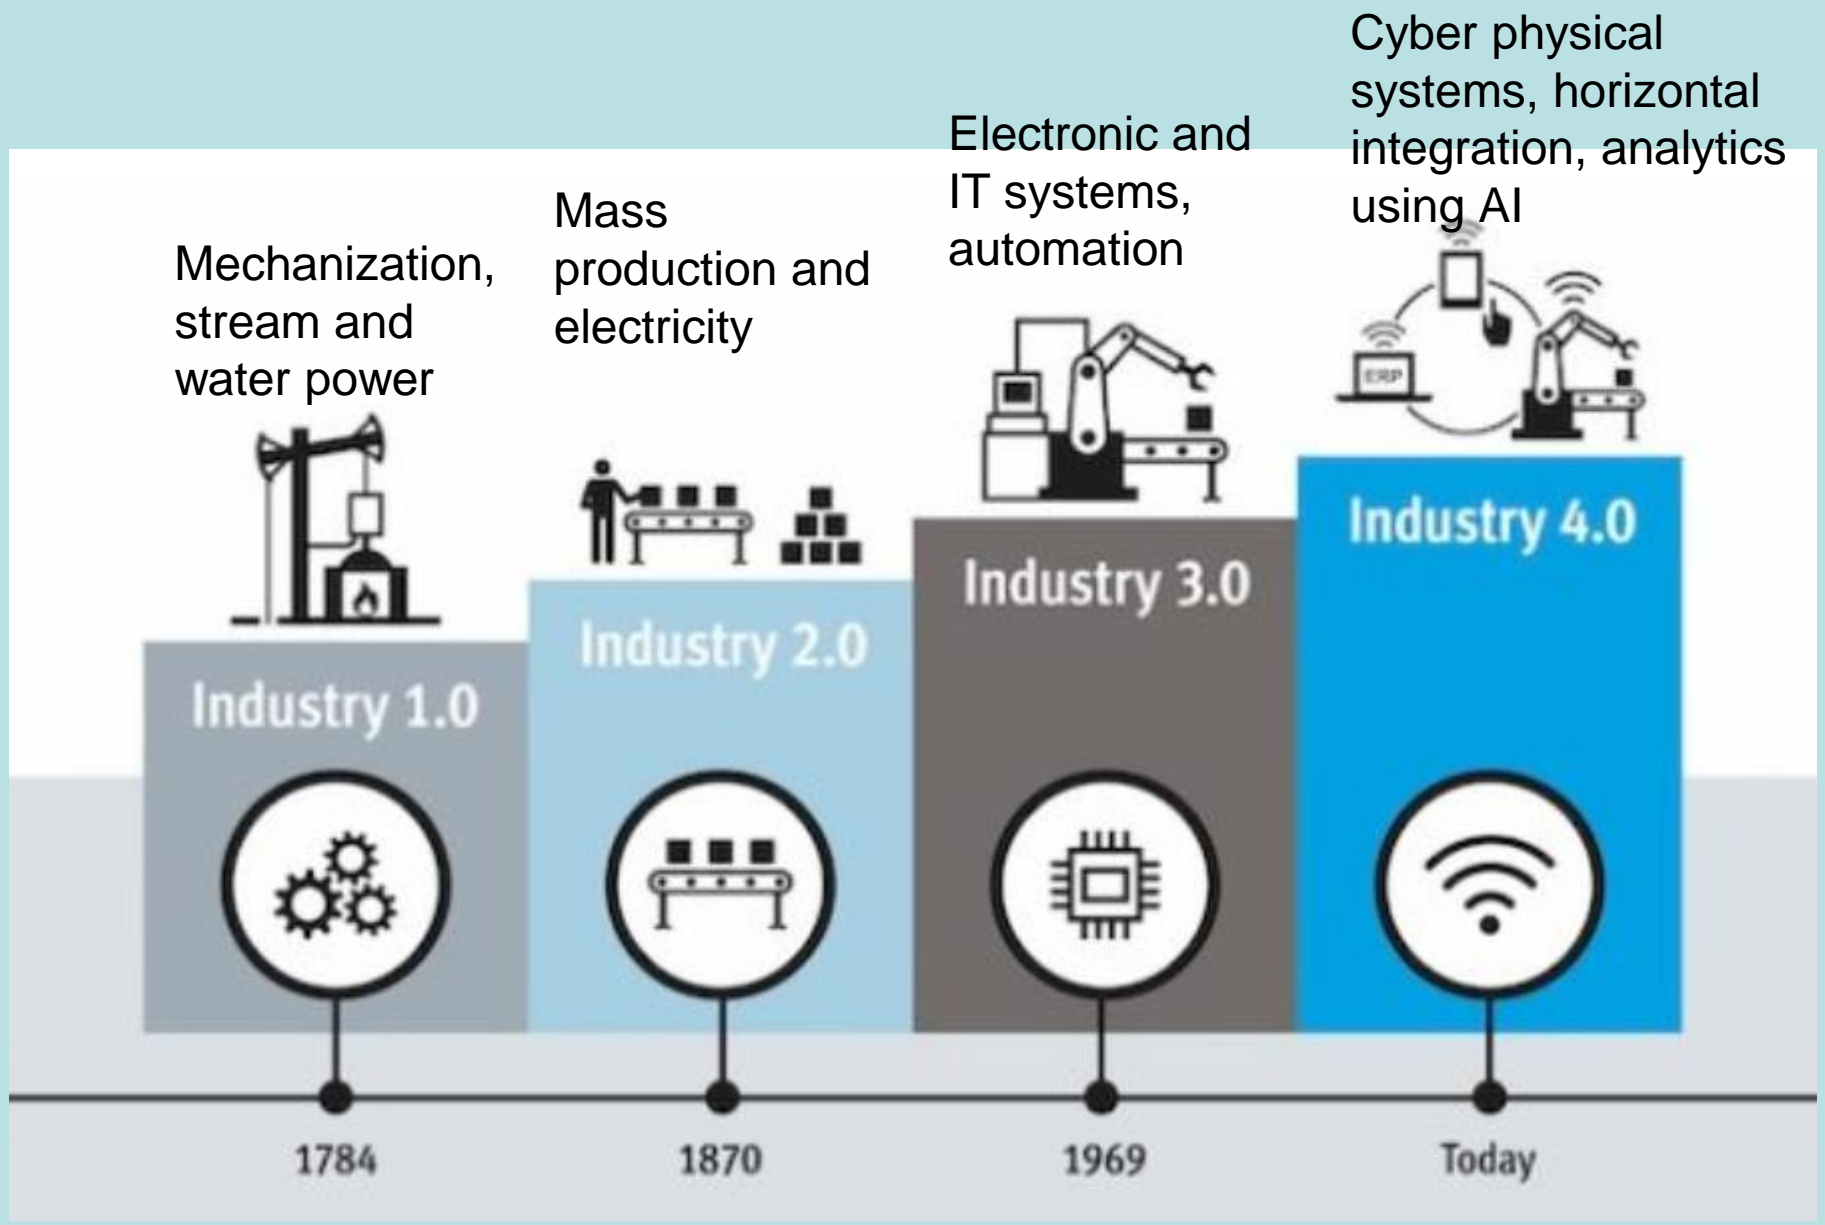 Mechanization,
stream and
water power
Mass
production and
electricity
Electronic and
IT systems,
automation
Cyber physical
systems, horizontal
integration, analytics
using AI
ERP
Industry 1.0
Industry 2.0
Industry 3.0
Industry 4.0
1784
1870
1969
Today